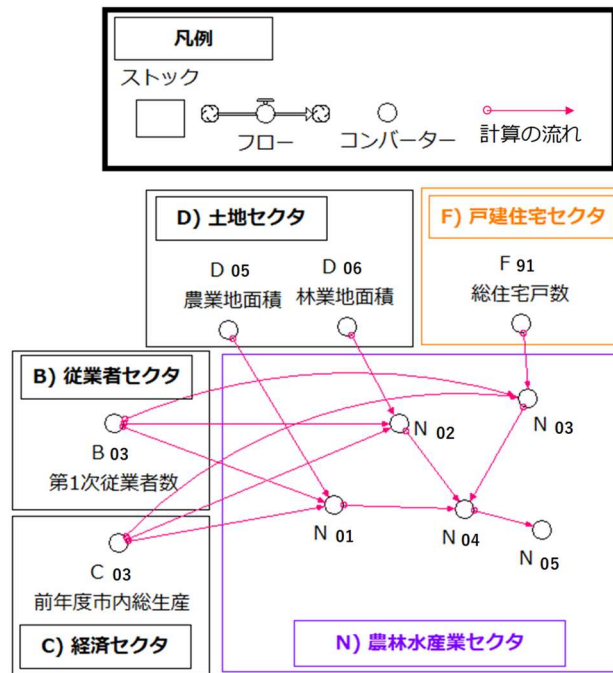 凡例
ストック
フロー
コンバーター
計算の流れ
D) 土地セクタ
D 05
農業地面積
D 06
林業地面積
F) 戸建住宅セクタ
F 91
総住宅戸数
B) 従業者セクタ
B 03
第1次従業者数
C 03
前年度市内総生産
C) 経済セクタ
N 02
N 03
N 01
N 04
N 05
N) 農林水産業セクタ